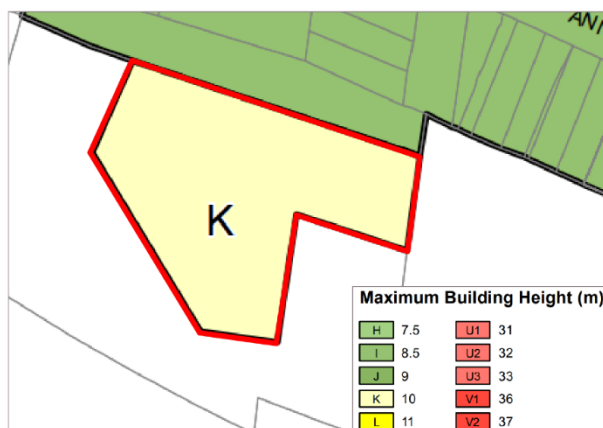 K
Maximum Building Height (m)
H 7.5 U1 31
I 8.5 U2 32
J 9 U3 33
K 10 V1 36
L 11 V2 37